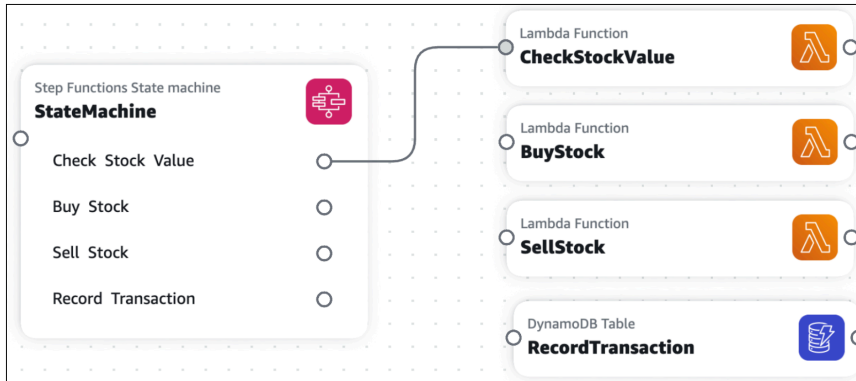 Step Functions State machine
StateMachine
Check Stock Value
Buy Stock
Sell Stock
Record Transaction
Lambda Function
CheckStockValue
Lambda Function
BuyStock
Lambda Function
SellStock
DynamoDB Table
RecordTransaction